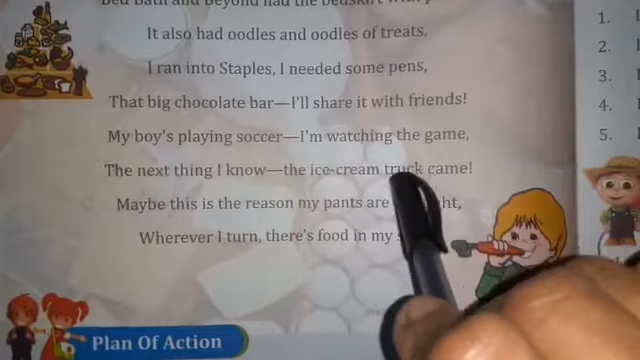 Bed Bath and Beyond had the bedskirt
It also had oodles and oodles of treats.
I ran into Staples, I needed some pens,
That big chocolate bar—I'll share it with friends!
My boy's playing soccer—I'm watching the game,
The next thing I know—the ice-cream truck came!
Maybe this is the reason my pants are
Wherever I turn, there's food in my
Plan Of Action
1.
2.
3.
4.
5.